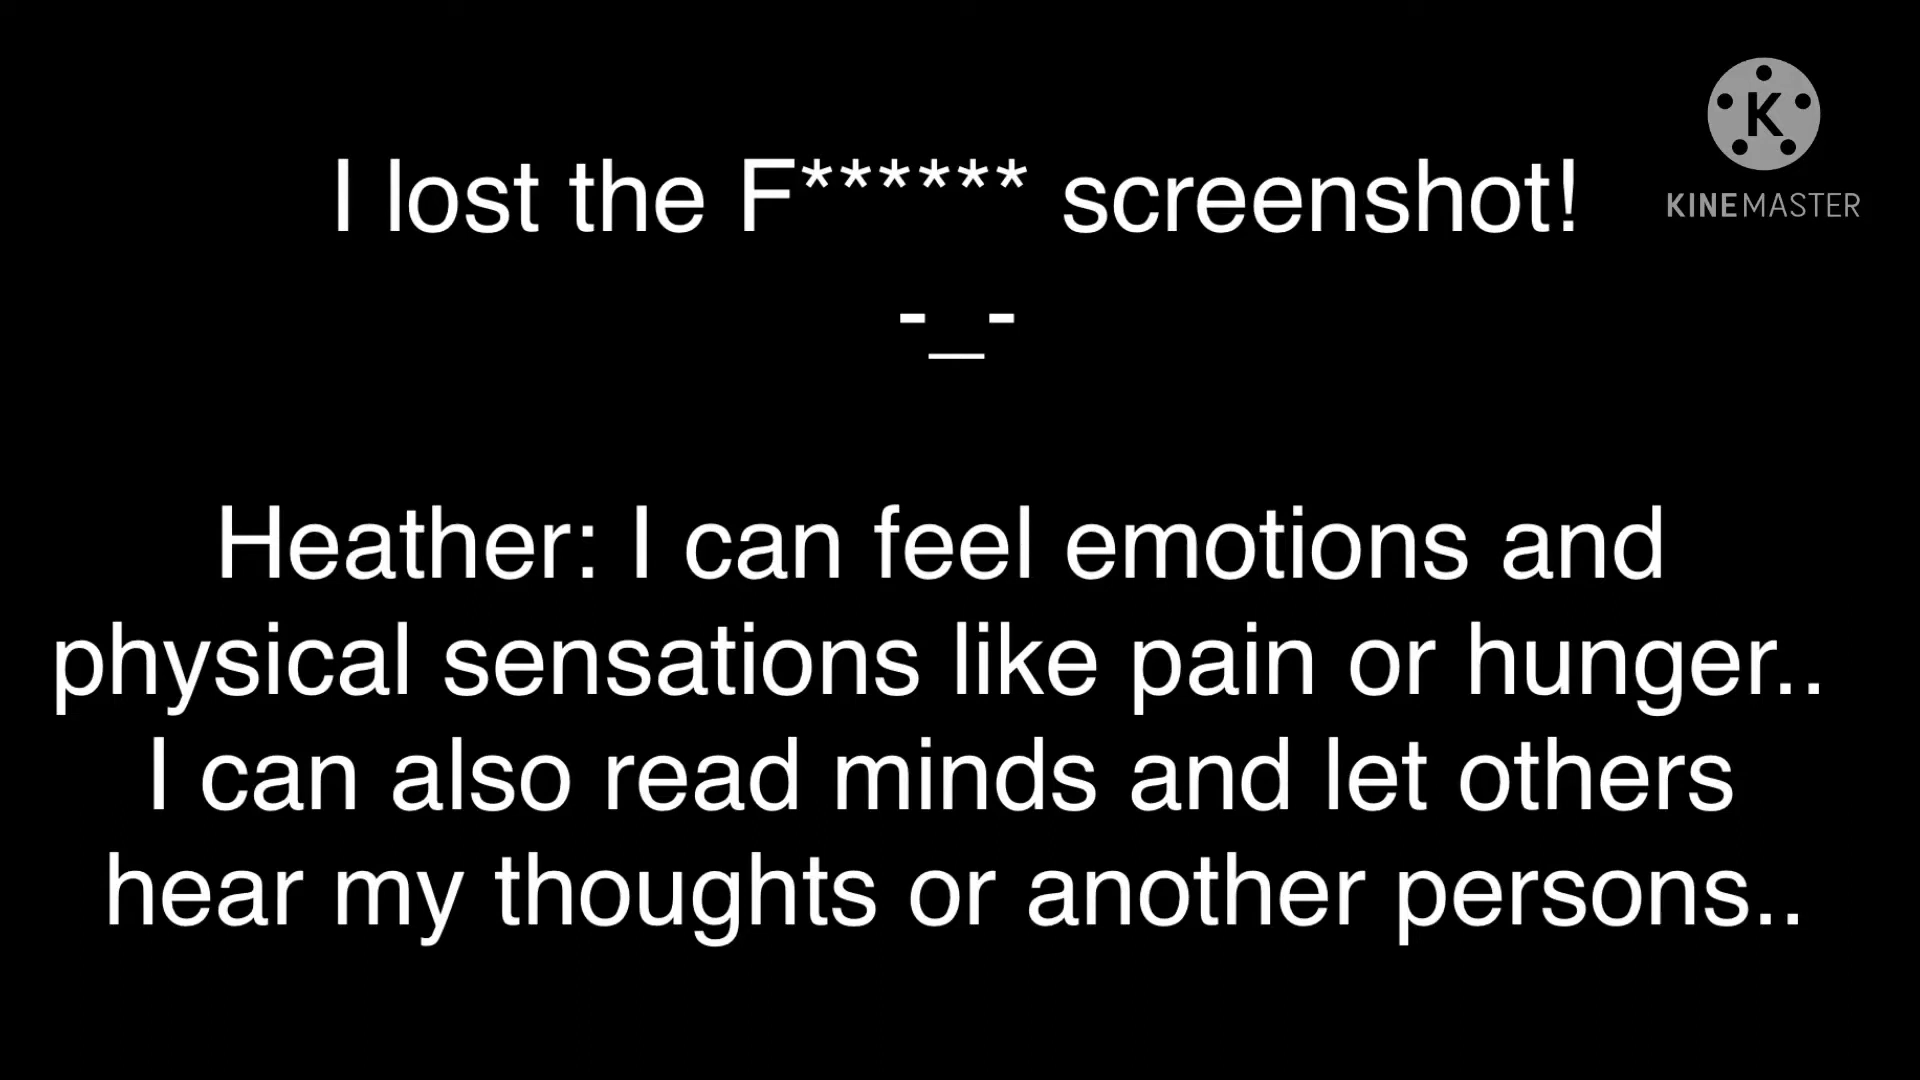 K
KINEMASTER
I lost the F****** screenshot!
-_-
Heather: I can feel emotions and
physical sensations like pain or hunger..
I can also read minds and let others
hear my thoughts or another persons..